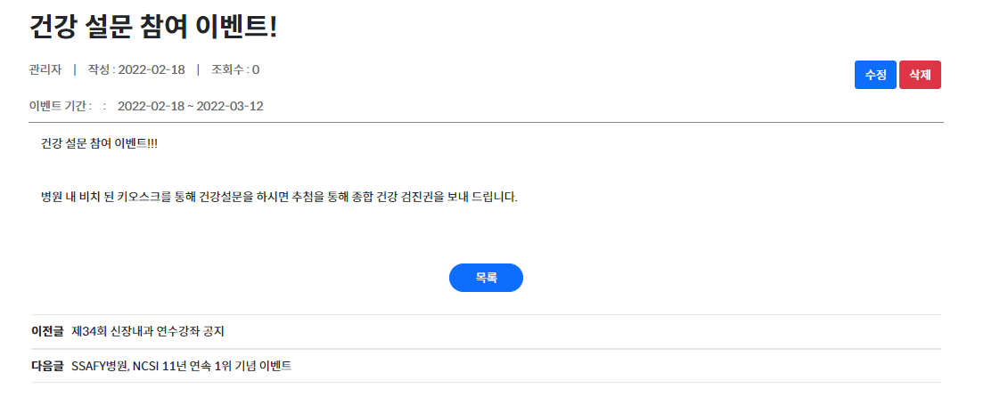 건강 설문 참여 이벤트!
관리자 | 작성 : 2022-02-18 | 조회수 : 0
수정 삭제
이벤트 기간 : : 2022-02-18 ~ 2022-03-12
건강 설문 참여 이벤트!!!
병원 내 비치 된 키오스크를 통해 건강설문을 하시면 추첨을 통해 종합 건강 검진권을 보내 드립니다.
목록
이전글 제34회 신장내과 연수강좌 공지
다음글 SSAFY병원, NCSI 11년 연속 1위 기념 이벤트